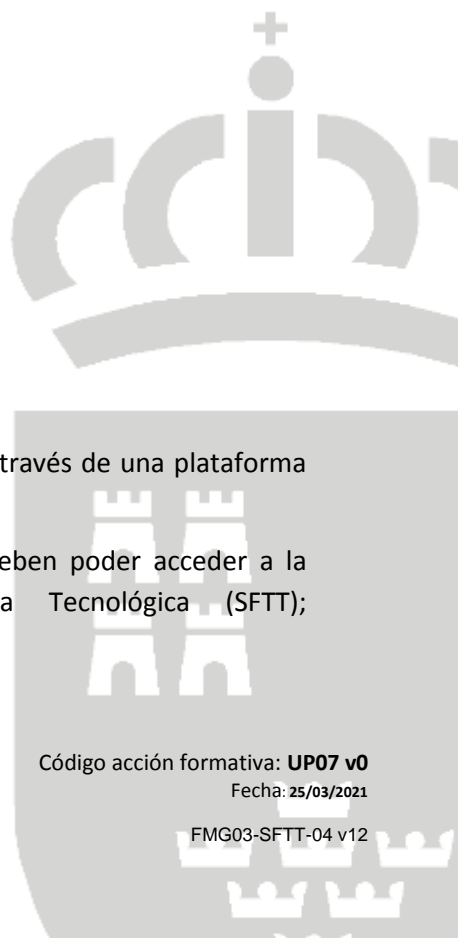 través de una plataforma
eben poder acceder a la
a Tecnológica (SFTT);
Código acción formativa: UP07 v0
Fecha: 25/03/2021
FMG03-SFTT-04 v12